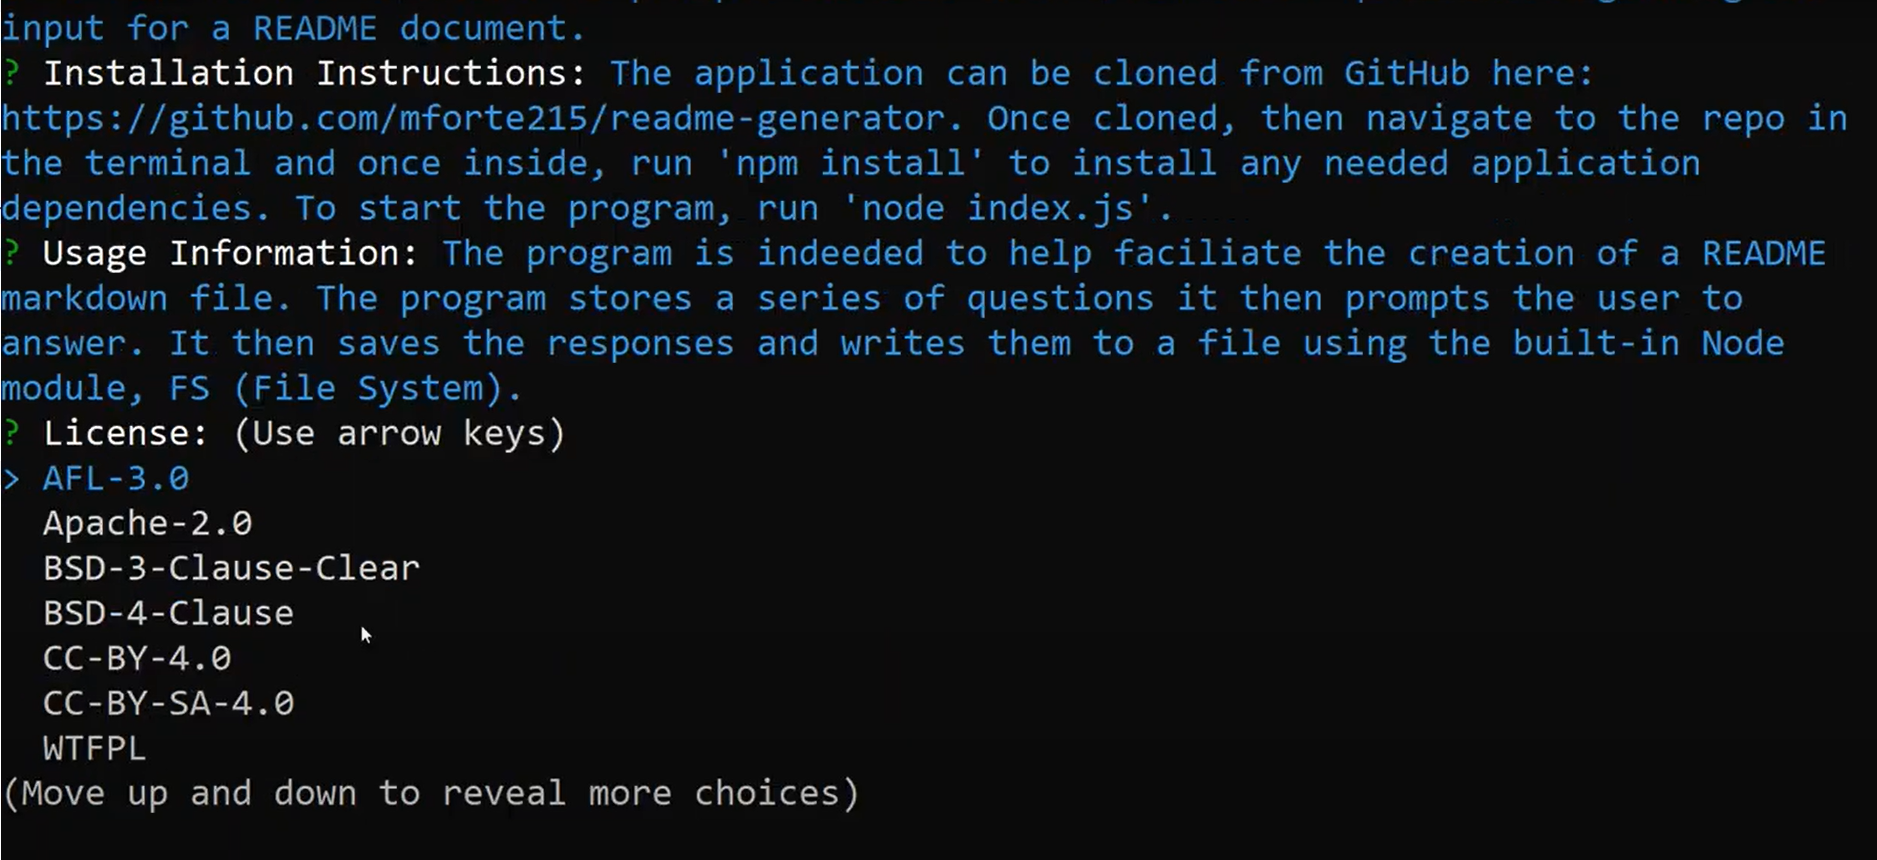 input for a README document.
? Installation Instructions: The application can be cloned from GitHub here:
https://github.com/mforte215/readme-generator. Once cloned, then navigate to the repo in
the terminal and once inside, run 'npm install' to install any needed application
dependencies. To start the program, run 'node index.js'.
? Usage Information: The program is indeeded to help faciliate the creation of a README
markdown file. The program stores a series of questions it then prompts the user to
answer. It then saves the responses and writes them to a file using the built-in Node
module, FS (File System).
? License: (Use arrow keys)
> AFL-3.0
Apache-2.0
BSD-3-Clause-Clear
BSD-4-Clause
CC-BY-4.0
CC-BY-SA-4.0
WTFPL
(Move up and down to reveal more choices)